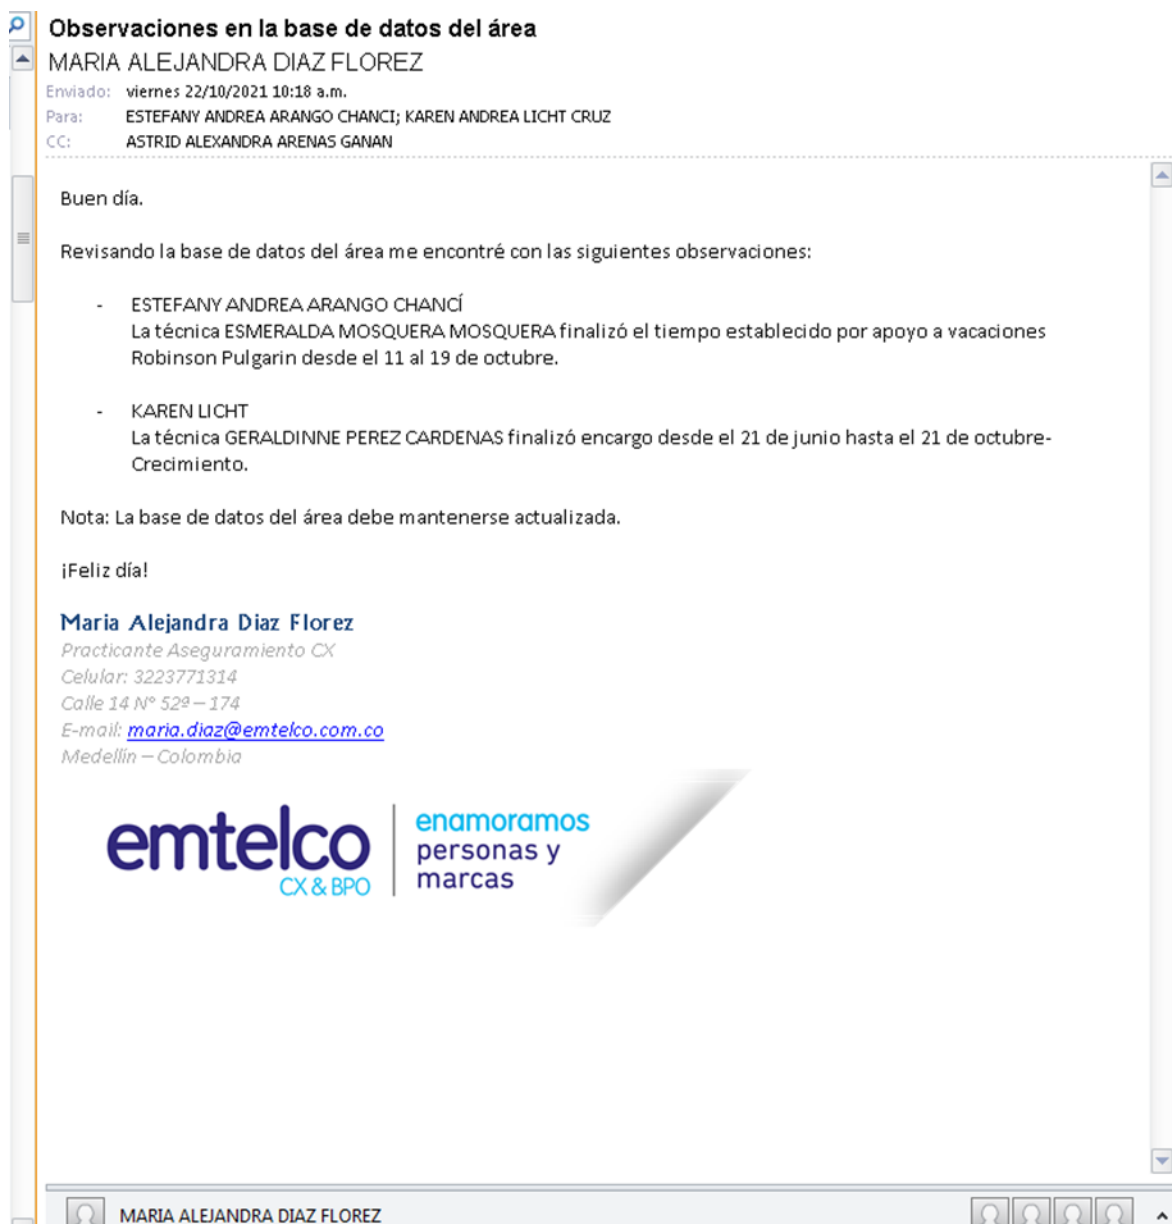 Observaciones en la base de datos del área
MARIA ALEJANDRA DIAZ FLOREZ
Enviado: viernes 22/10/2021 10:18 a.m.
Para: ESTEFANY ANDREA ARANGO CHANCI; KAREN ANDREA LICHT CRUZ
CC: ASTRID ALEXANDRA ARENAS GANAN
Buen día.
Revisando la base de datos del área me encontré con las siguientes observaciones:
- ESTEFANY ANDREA ARANGO CHANCÍ
La técnica ESMERALDA MOSQUERA MOSQUERA finalizó el tiempo establecido por apoyo a vacaciones
Robinson Pulgarin desde el 11 al 19 de octubre.
- KAREN LICHT
La técnica GERALDINNE PEREZ CARDENAS finalizó encargo desde el 21 de junio hasta el 21 de octubre-
Crecimiento.
Nota: La base de datos del área debe mantenerse actualizada.
¡Feliz día!
Maria Alejandra Diaz Florez
Practicante Aseguramiento CX
Celular: 3223771314
Calle 14 N° 52ª – 174
E-mail: maria.diaz@emtelco.com.co
Medellín – Colombia
emtelco
CX & BPO
enamoramos
personas y
marcas
MARIA ALEJANDRA DIAZ FLOREZ